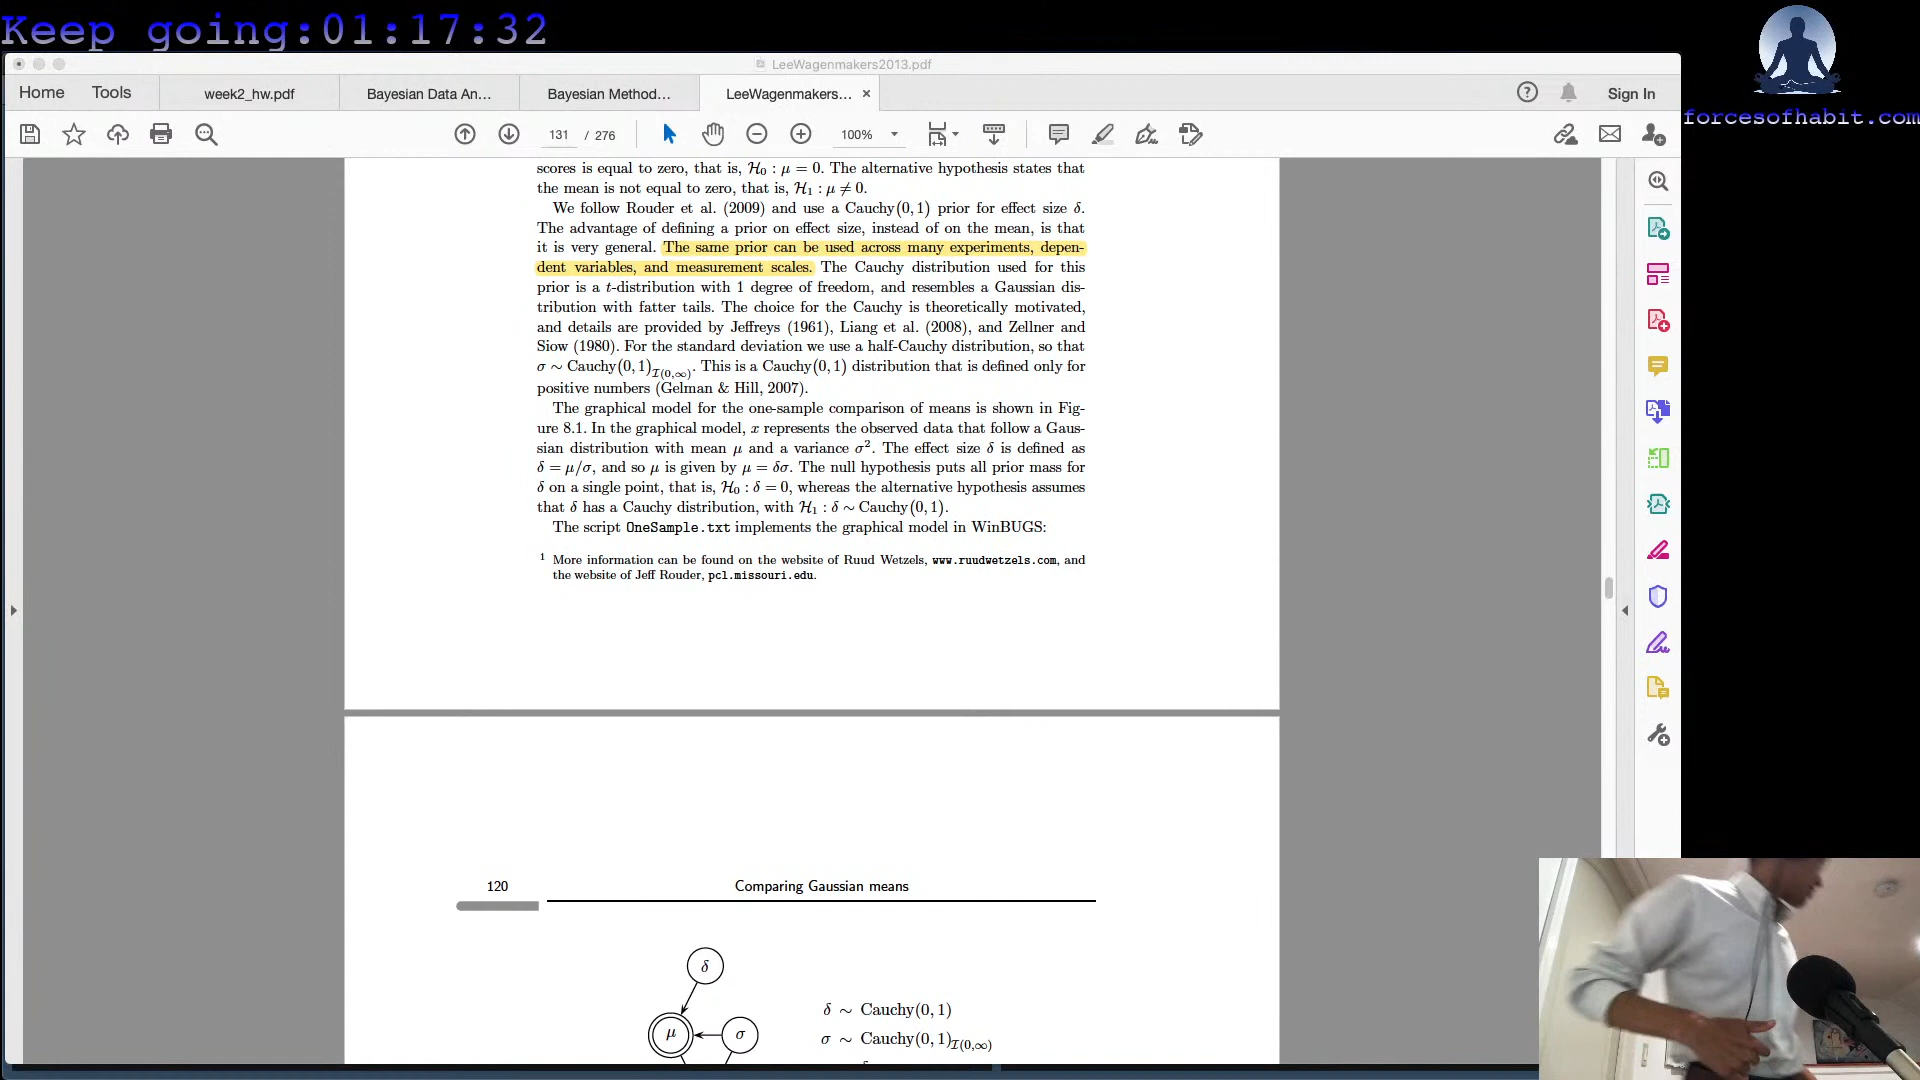 Keep going:01:17:32
LeeWagenmakers2013.pdf
forcesofhabit.com
Home Tools week2_hw.pdf Bayesian Data An... Bayesian Method... LeeWagenmakers... × Sign In
131 / 276 100%
scores is equal to zero, that is, H₀ : μ = 0. The alternative hypothesis states that
the mean is not equal to zero, that is, H₁ : μ ≠ 0.
We follow Rouder et al. (2009) and use a Cauchy(0, 1) prior for effect size δ.
The advantage of defining a prior on effect size, instead of on the mean, is that
it is very general. The same prior can be used across many experiments, depen-
dent variables, and measurement scales. The Cauchy distribution used for this
prior is a t-distribution with 1 degree of freedom, and resembles a Gaussian dis-
tribution with fatter tails. The choice for the Cauchy is theoretically motivated,
and details are provided by Jeffreys (1961), Liang et al. (2008), and Zellner and
Siow (1980). For the standard deviation we use a half-Cauchy distribution, so that
σ ∼ Cauchy(0, 1)I(0,∞). This is a Cauchy(0, 1) distribution that is defined only for
positive numbers (Gelman & Hill, 2007).
The graphical model for the one-sample comparison of means is shown in Fig-
ure 8.1. In the graphical model, x represents the observed data that follow a Gaus-
sian distribution with mean μ and a variance σ². The effect size δ is defined as
δ = μ/σ, and so μ is given by μ = δσ. The null hypothesis puts all prior mass for
δ on a single point, that is, H₀ : δ = 0, whereas the alternative hypothesis assumes
that δ has a Cauchy distribution, with H₁ : δ ∼ Cauchy(0, 1).
The script OneSample.txt implements the graphical model in WinBUGS:
1 More information can be found on the website of Ruud Wetzels, www.ruudwetzels.com, and
the website of Jeff Rouder, pcl.missouri.edu.
120 Comparing Gaussian means
δ
δ ∼ Cauchy(0, 1)
μ σ
σ ∼ Cauchy(0, 1)I(0,∞)